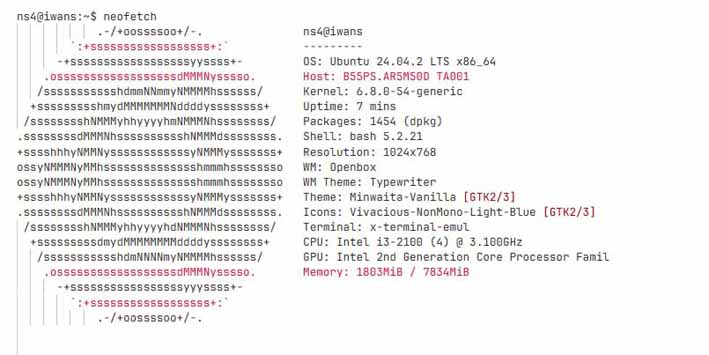 ns4@iwans:~$ neofetch
.-/+oossssoo+/-. ns4@iwans
`:+ssssssssssssssssss+:` ---------
-+ssssssssssssssssssyyssss+- OS: Ubuntu 24.04.2 LTS x86_64
.ossssssssssssssssssdMMMNysssso. Host: B55PS.AR5M50D TA001
/ssssssssssshdmmNNmmyNMMMMhssssss/ Kernel: 6.8.0-54-generic
+ssssssssshmydMMMMMMMNddddyssssssss+ Uptime: 7 mins
/sssssssshNMMMyhhyyyyhmNMMMNhssssssss/ Packages: 1454 (dpkg)
.ssssssssdMMMNhsssssssssshNMMMdssssssss. Shell: bash 5.2.21
+sssshhhyNMMNyssssssssssssyNMMMysssssss+ Resolution: 1024x768
ossyNMMMNyMMhsssssssssssssshmmmhssssssso WM: Openbox
ossyNMMMNyMMhsssssssssssssshmmmhssssssso WM Theme: Typewriter
+sssshhhyNMMNyssssssssssssyNMMMysssssss+ Theme: Minwaita-Vanilla [GTK2/3]
.ssssssssdMMMNhsssssssssshNMMMdssssssss. Icons: Vivacious-NonMono-Light-Blue [GTK2/3]
/sssssssshNMMMyhhyyyyhdNMMMNhssssssss/ Terminal: x-terminal-emul
+sssssssssdmydMMMMMMMMddddyssssssss+ CPU: Intel i3-2100 (4) @ 3.100GHz
/ssssssssssshdmNNNNmyNMMMMhssssss/ GPU: Intel 2nd Generation Core Processor Famil
.ossssssssssssssssssdMMMNysssso. Memory: 1803MiB / 7834MiB
-+sssssssssssssssssyyyssss+-
`:+ssssssssssssssssss+:`
.-/+oossssoo+/-.